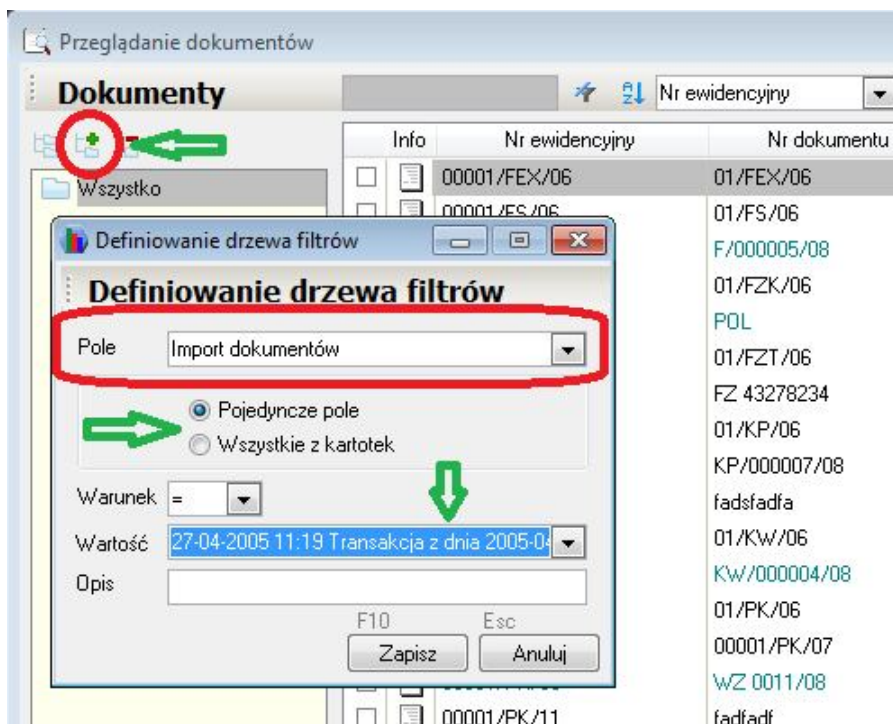 Przeglądanie dokumentów
Dokumenty
Nr ewidencyjny
Wszystko
Info Nr ewidencyjny Nr dokumentu
00001/FEX/06 01/FEX/06
00001/FS/06 01/FS/06
F/000005/08
01/FZK/06
POL
01/FZT/06
FZ 43278234
01/KP/06
KP/000007/08
fadsfadfa
01/KW/06
KW/000004/08
01/PK/06
00001/PK/07
WZ 0011/08
00001/PK/11 fadfadf
Definiowanie drzewa filtrów
Definiowanie drzewa filtrów
Pole Import dokumentów
Pojedyncze pole
Wszystkie z kartotek
Warunek =
Wartość 27-04-2005 11:19 Transakcja z dnia 2005-04
Opis
F10 Esc
Zapisz Anuluj